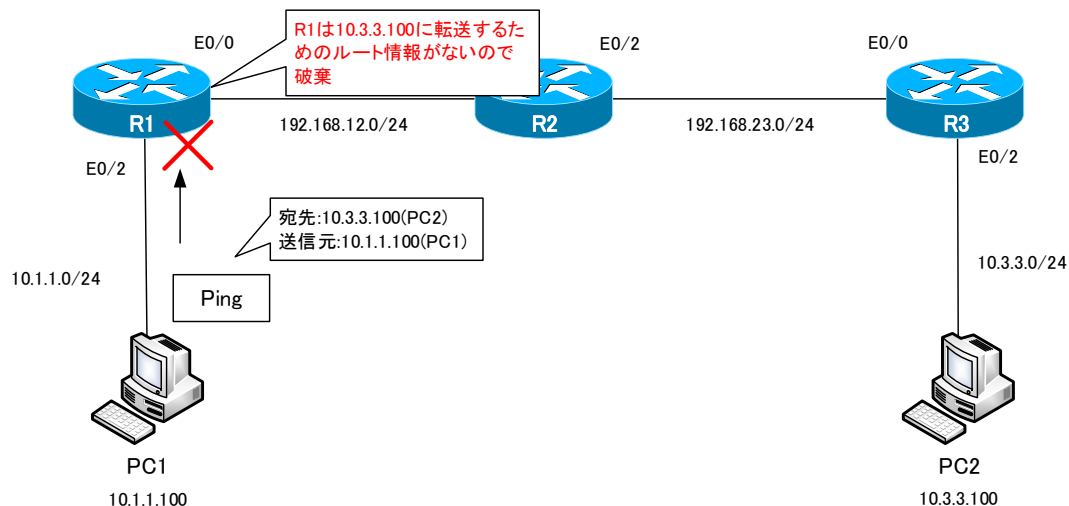 R1は10.3.3.100に転送するた
めのルート情報がないので
破棄
E0/0
E0/2
E0/0
R1
R2
R3
192.168.12.0/24
192.168.23.0/24
E0/2
E0/2
宛先:10.3.3.100(PC2)
送信元:10.1.1.100(PC1)
10.1.1.0/24
10.3.3.0/24
Ping
PC1
PC2
10.1.1.100
10.3.3.100